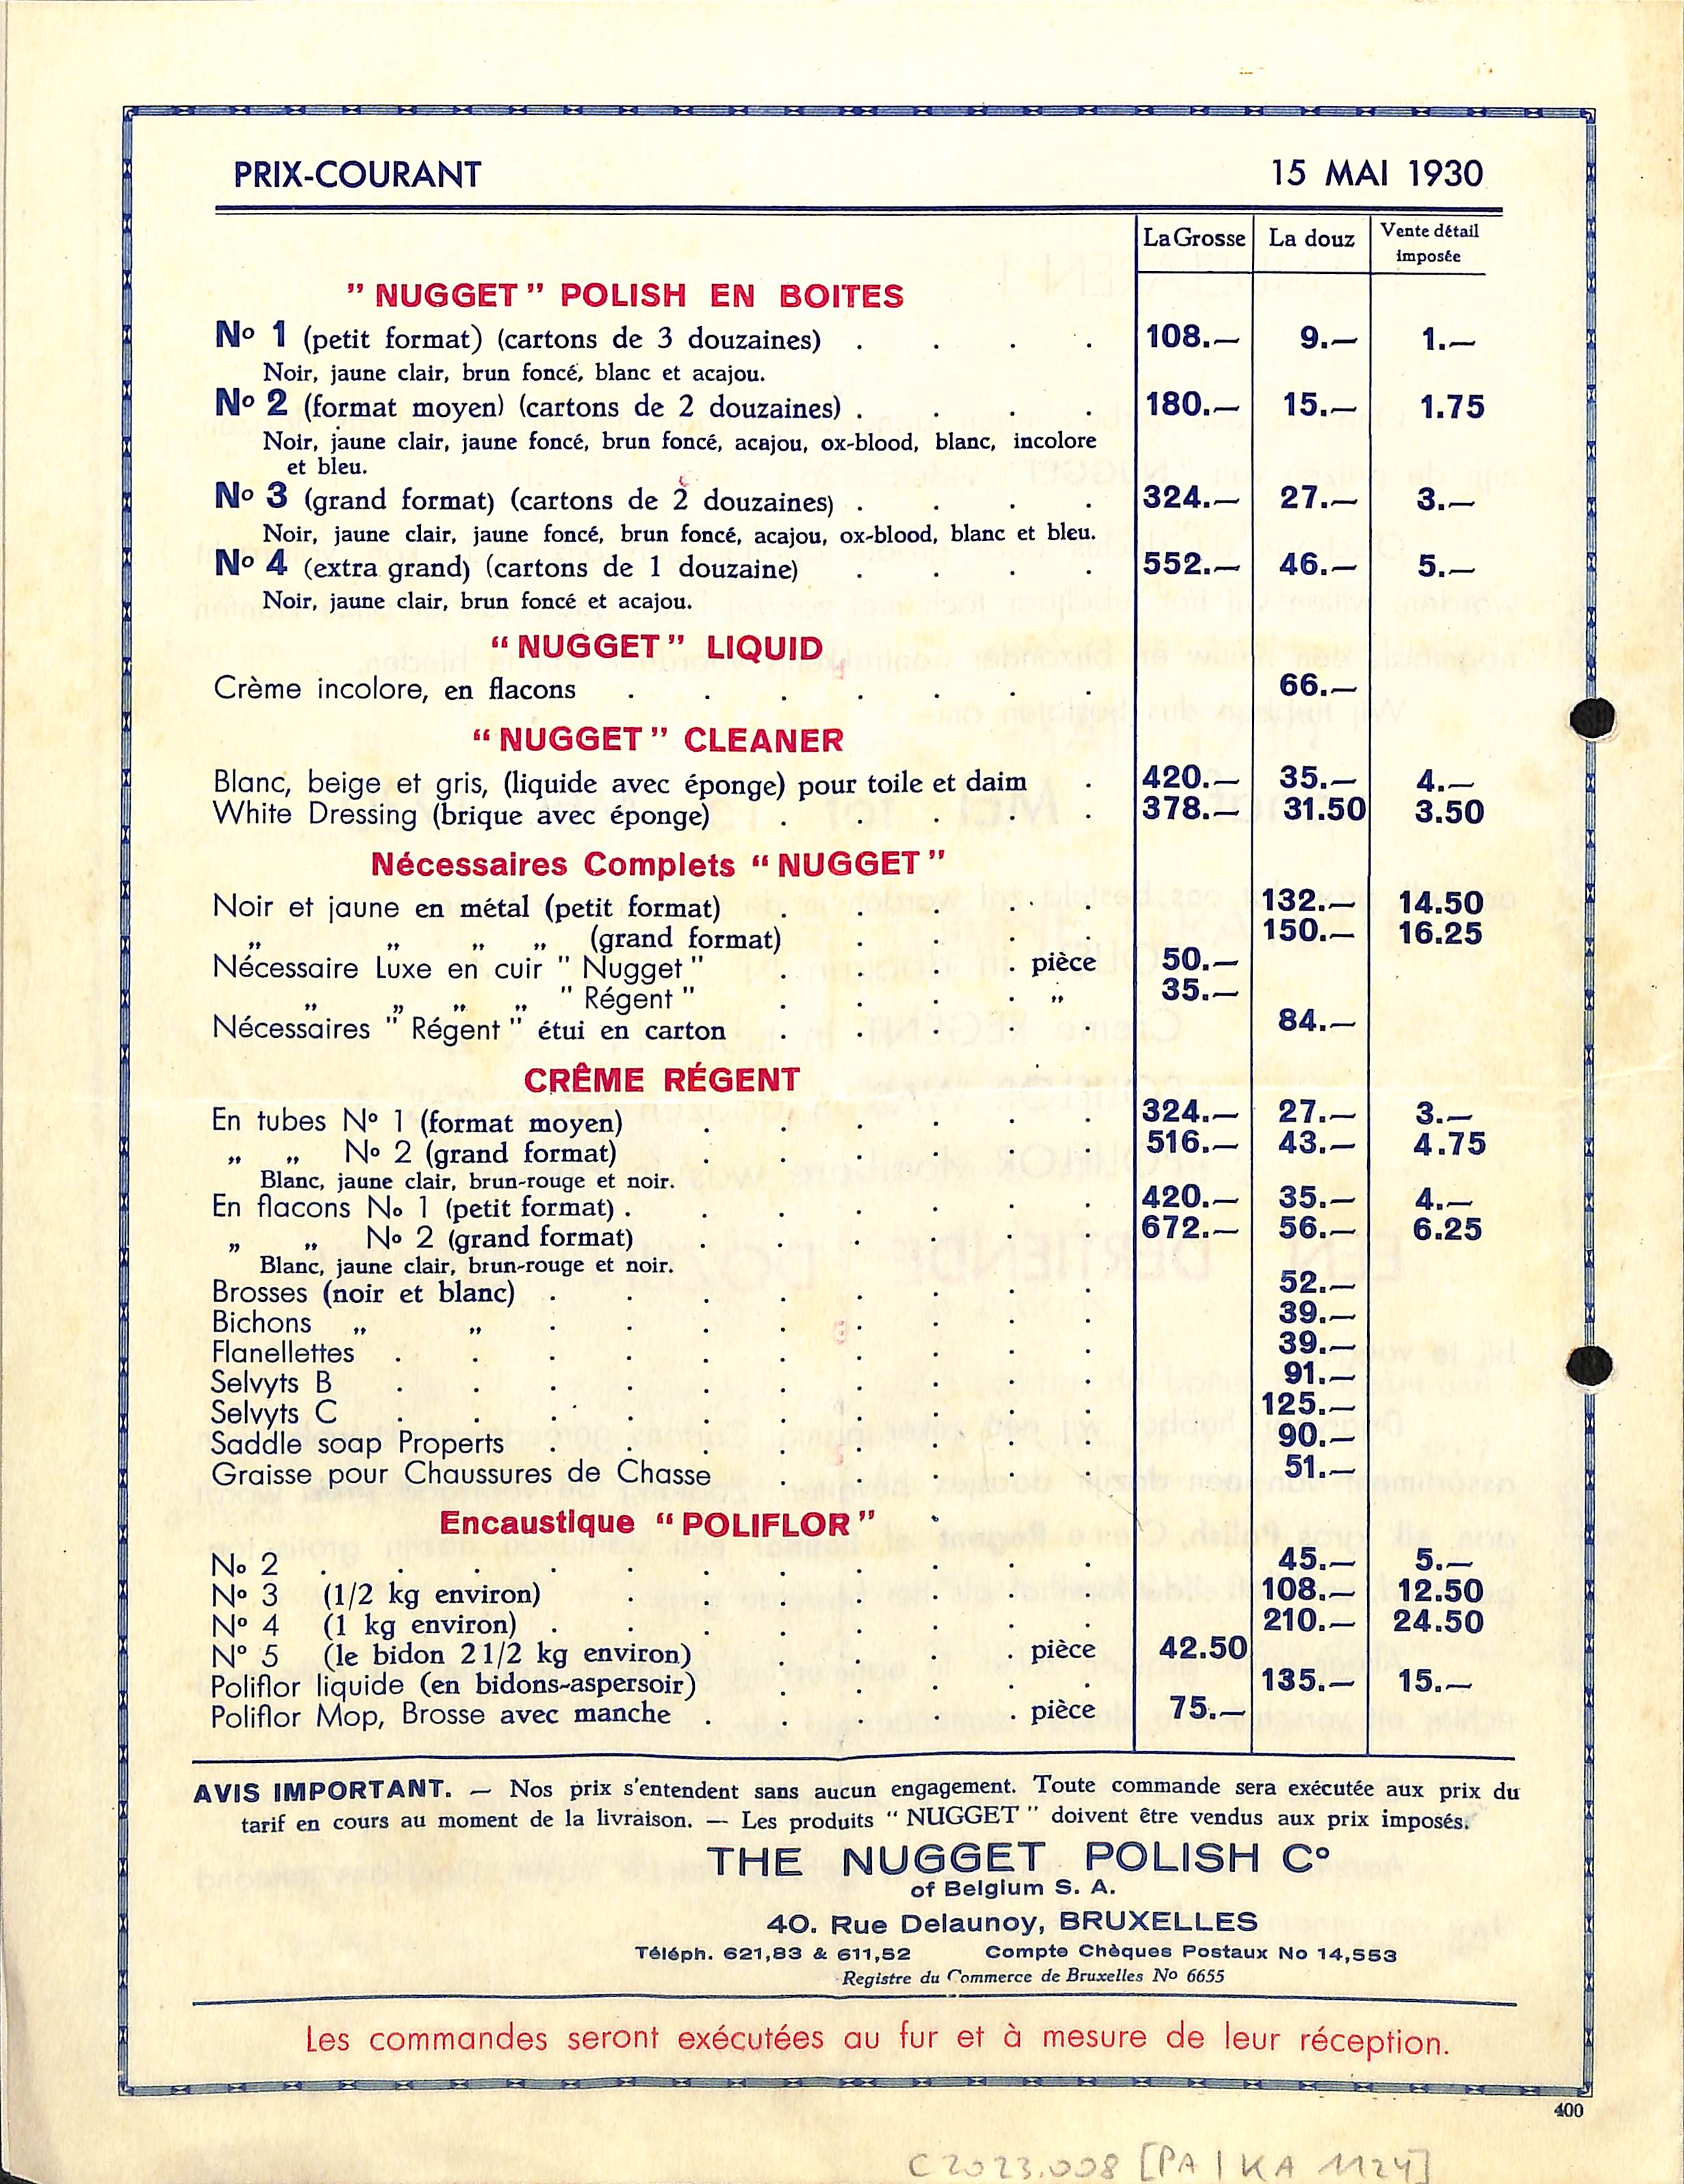 PRIX-COURANT 15 MAI 1930
La Grosse La douz Vente détail imposée
" NUGGET " POLISH EN BOITES
No 1 (petit format) (cartons de 3 douzaines) . . . . 108.— 9.— 1.—
Noir, jaune clair, brun foncé, blanc et acajou.
No 2 (format moyen) (cartons de 2 douzaines) . . . . 180.— 15.— 1.75
Noir, jaune clair, jaune foncé, brun foncé, acajou, ox-blood, blanc, incolore
et bleu.
No 3 (grand format) (cartons de 2 douzaines) . . . . 324.— 27.— 3.—
Noir, jaune clair, jaune foncé, brun foncé, acajou, ox-blood, blanc et bleu.
No 4 (extra grand) (cartons de 1 douzaine) . . . . 552.— 46.— 5.—
Noir, jaune clair, brun foncé et acajou.
" NUGGET " LIQUID
Crème incolore, en flacons . . . . . . . 66.—
" NUGGET " CLEANER
Blanc, beige et gris, (liquide avec éponge) pour toile et daim . 420.— 35.— 4.—
White Dressing (brique avec éponge) . . . . . 378.— 31.50 3.50
Nécessaires Complets " NUGGET "
Noir et jaune en métal (petit format) . . . . . 132.— 14.50
„ „ „ „ (grand format) . . . . 150.— 16.25
Nécessaire Luxe en cuir " Nugget " . . . . pièce 50.—
„ „ „ „ " Régent " . . . . „ 35.—
Nécessaires " Régent " étui en carton . . . . . 84.—
CRÊME RÉGENT
En tubes No 1 (format moyen) . . . . . . 324.— 27.— 3.—
„ „ No 2 (grand format) . . . . . . 516.— 43.— 4.75
Blanc, jaune clair, brun-rouge et noir.
En flacons No 1 (petit format) . . . . . . . 420.— 35.— 4.—
„ „ No 2 (grand format) . . . . . . 672.— 56.— 6.25
Blanc, jaune clair, brun-rouge et noir.
Brosses (noir et blanc) . . . . . . . . 52.—
Bichons „ „ . . . . . . . . 39.—
Flanellettes . . . . . . . . . . 39.—
Selvyts B . . . . . . . . . . 91.—
Selvyts C . . . . . . . . . . 125.—
Saddle soap Properts . . . . . . . . 90.—
Graisse pour Chaussures de Chasse . . . . . 51.—
Encaustique " POLIFLOR "
No 2 . . . . . . . . . . . 45.— 5.—
No 3 (1/2 kg environ) . . . . . . . 108.— 12.50
No 4 (1 kg environ) . . . . . . . . 210.— 24.50
No 5 (le bidon 2 1/2 kg environ) . . . . pièce 42.50
Poliflor liquide (en bidons-aspersoir) . . . . . 135.— 15.—
Poliflor Mop, Brosse avec manche . . . . . pièce 75.—
AVIS IMPORTANT. — Nos prix s'entendent sans aucun engagement. Toute commande sera exécutée aux prix du
tarif en cours au moment de la livraison. — Les produits " NUGGET " doivent être vendus aux prix imposés.
THE NUGGET POLISH Co
of Belgium S. A.
40. Rue Delaunoy, BRUXELLES
Téléph. 621,83 & 611,52 Compte Chèques Postaux No 14,553
Registre du Commerce de Bruxelles No 6655
Les commandes seront exécutées au fur et à mesure de leur réception.
400
C2023.008 [PA | KA 1124]